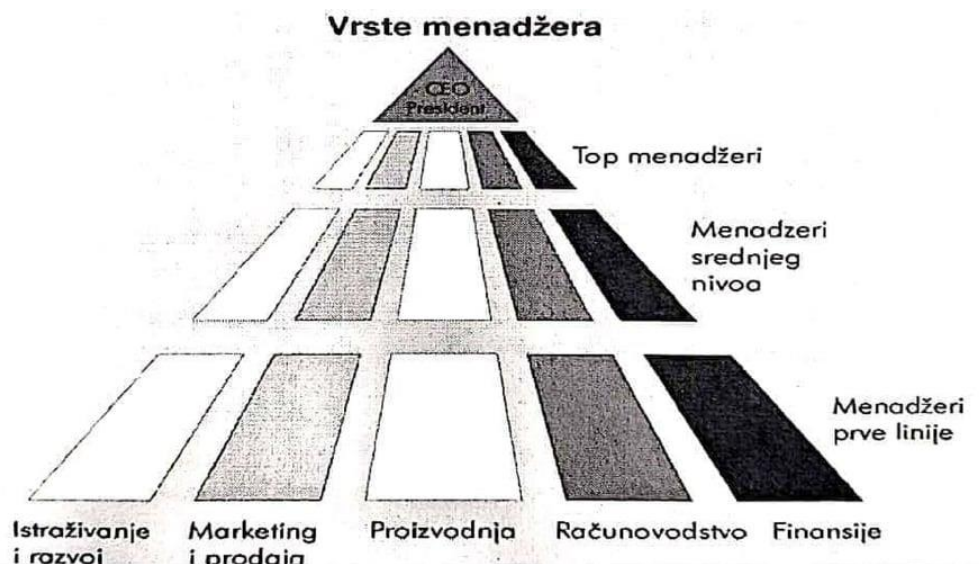 Vrste menadžera
CEO
President
Top menadžeri
Menadzeri
srednjeg
nivoa
Menadžeri
prve linije
Istraživanje
i razvoj
Marketing
i prodaja
Proizvodnja
Računovodstvo
Finansije